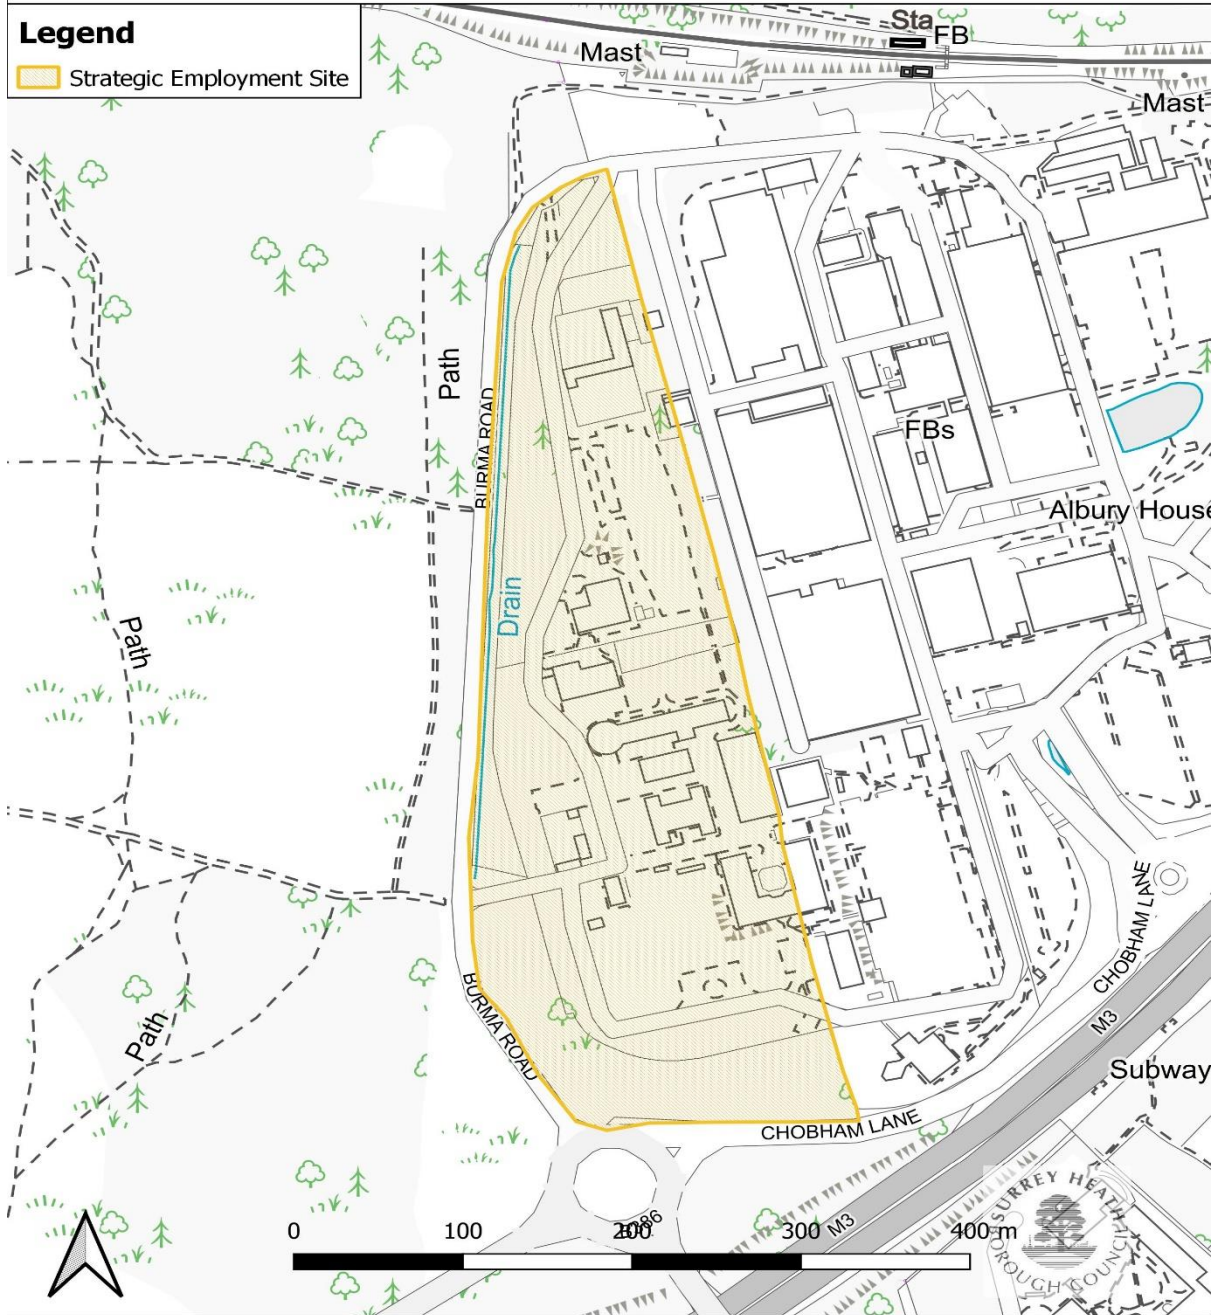 Legend
Strategic Employment Site
Sta
FB
Mast
Mast
Path
BURMA ROAD
FBs
Albury House
Drain
Path
CHOBHAM LANE
BURMA ROAD
Path
M3
Subway
CHOBHAM LANE
M3
0 100 200 300 400 m
SURREY HEATH
BOROUGH COUNCIL